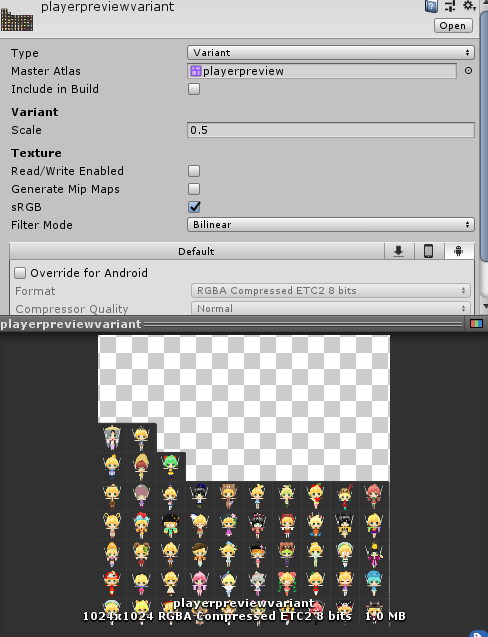 playerpreviewvariant
Open
Type Variant
Master Atlas playerpreview
Include in Build
Variant
Scale 0.5
Texture
Read/Write Enabled
Generate Mip Maps
sRGB
Filter Mode Bilinear
Default
Override for Android
Format RGBA Compressed ETC2 8 bits
Compressor Quality Normal
playerpreviewvariant
playerpreviewvariant
1024x1024 RGBA Compressed ETC2 8 bits 1.0 MB